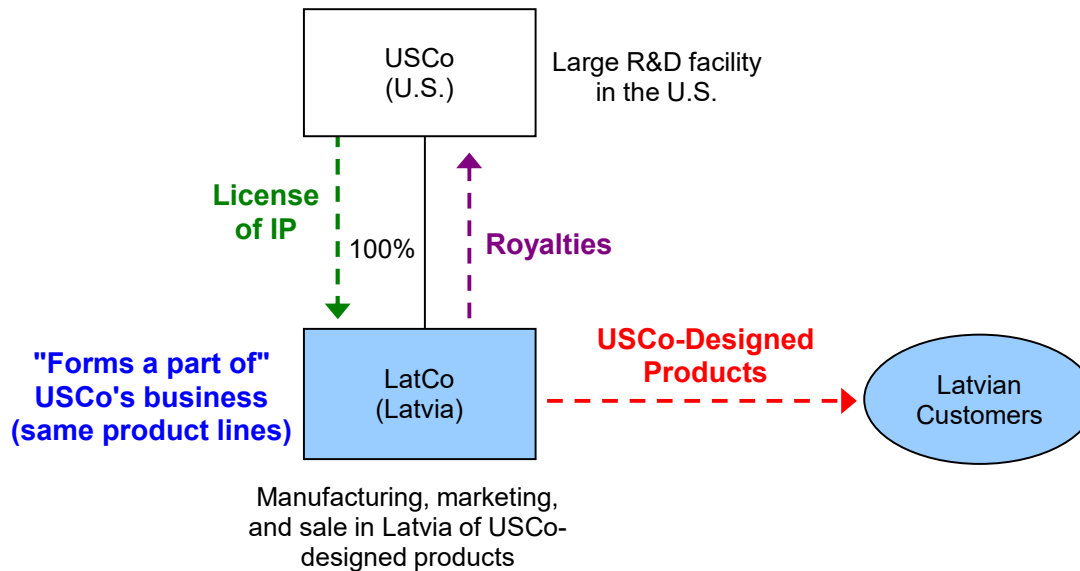 USCo
(U.S.)
Large R&D facility
in the U.S.
License
of IP
100%
Royalties
"Forms a part of"
USCo's business
(same product lines)
LatCo
(Latvia)
USCo-Designed
Products
Latvian
Customers
Manufacturing, marketing,
and sale in Latvia of USCo-
designed products